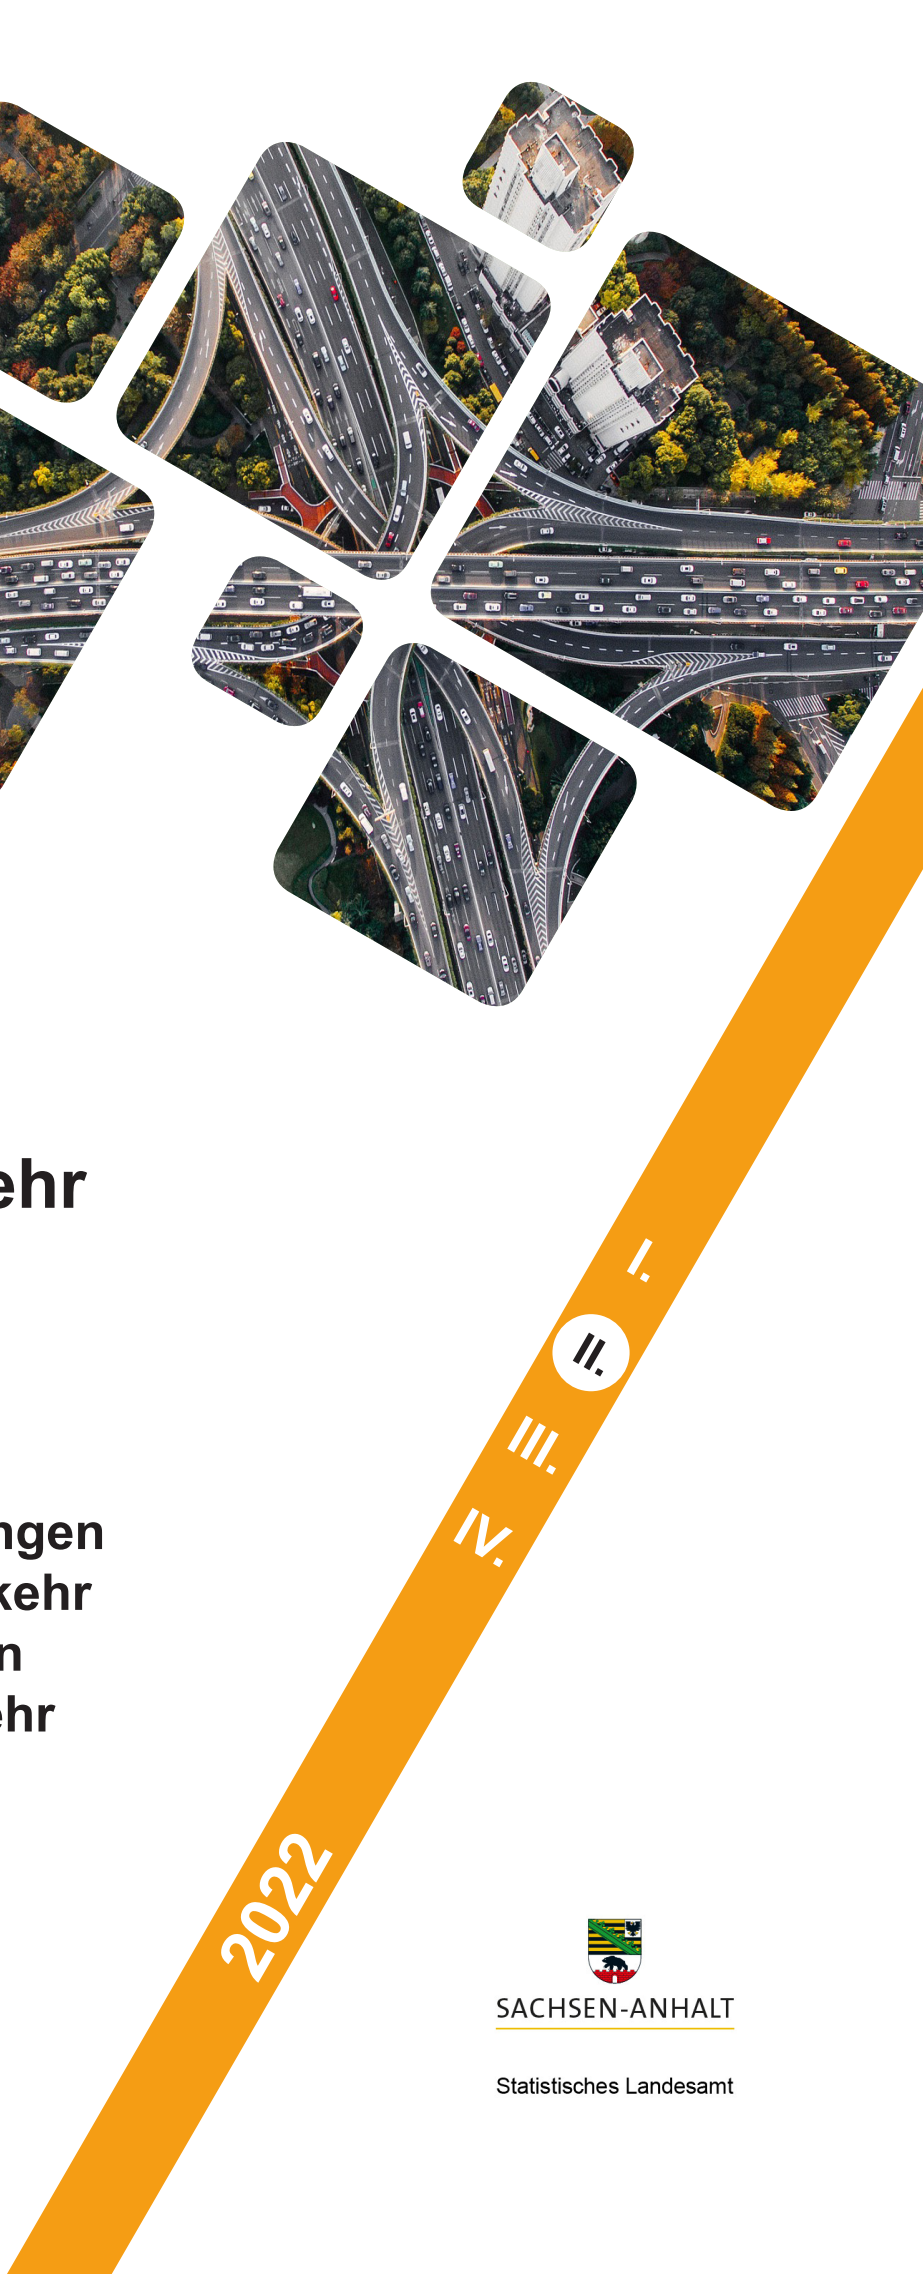 ehr
I.
II.
III.
IV.
ngen
kehr
n
ehr
2022
SACHSEN-ANHALT
Statistisches Landesamt